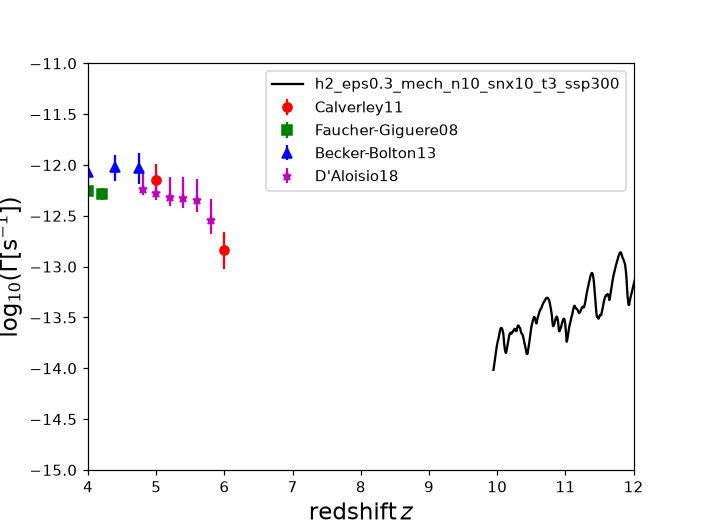 −11.0
−11.5
−12.0
−12.5
−13.0
−13.5
−14.0
−14.5
−15.0
log₁₀(Γ[s⁻¹])
h2_eps0.3_mech_n10_snx10_t3_ssp300
Calverley11
Faucher-Giguere08
Becker-Bolton13
D'Aloisio18
4 5 6 7 8 9 10 11 12
redshift z